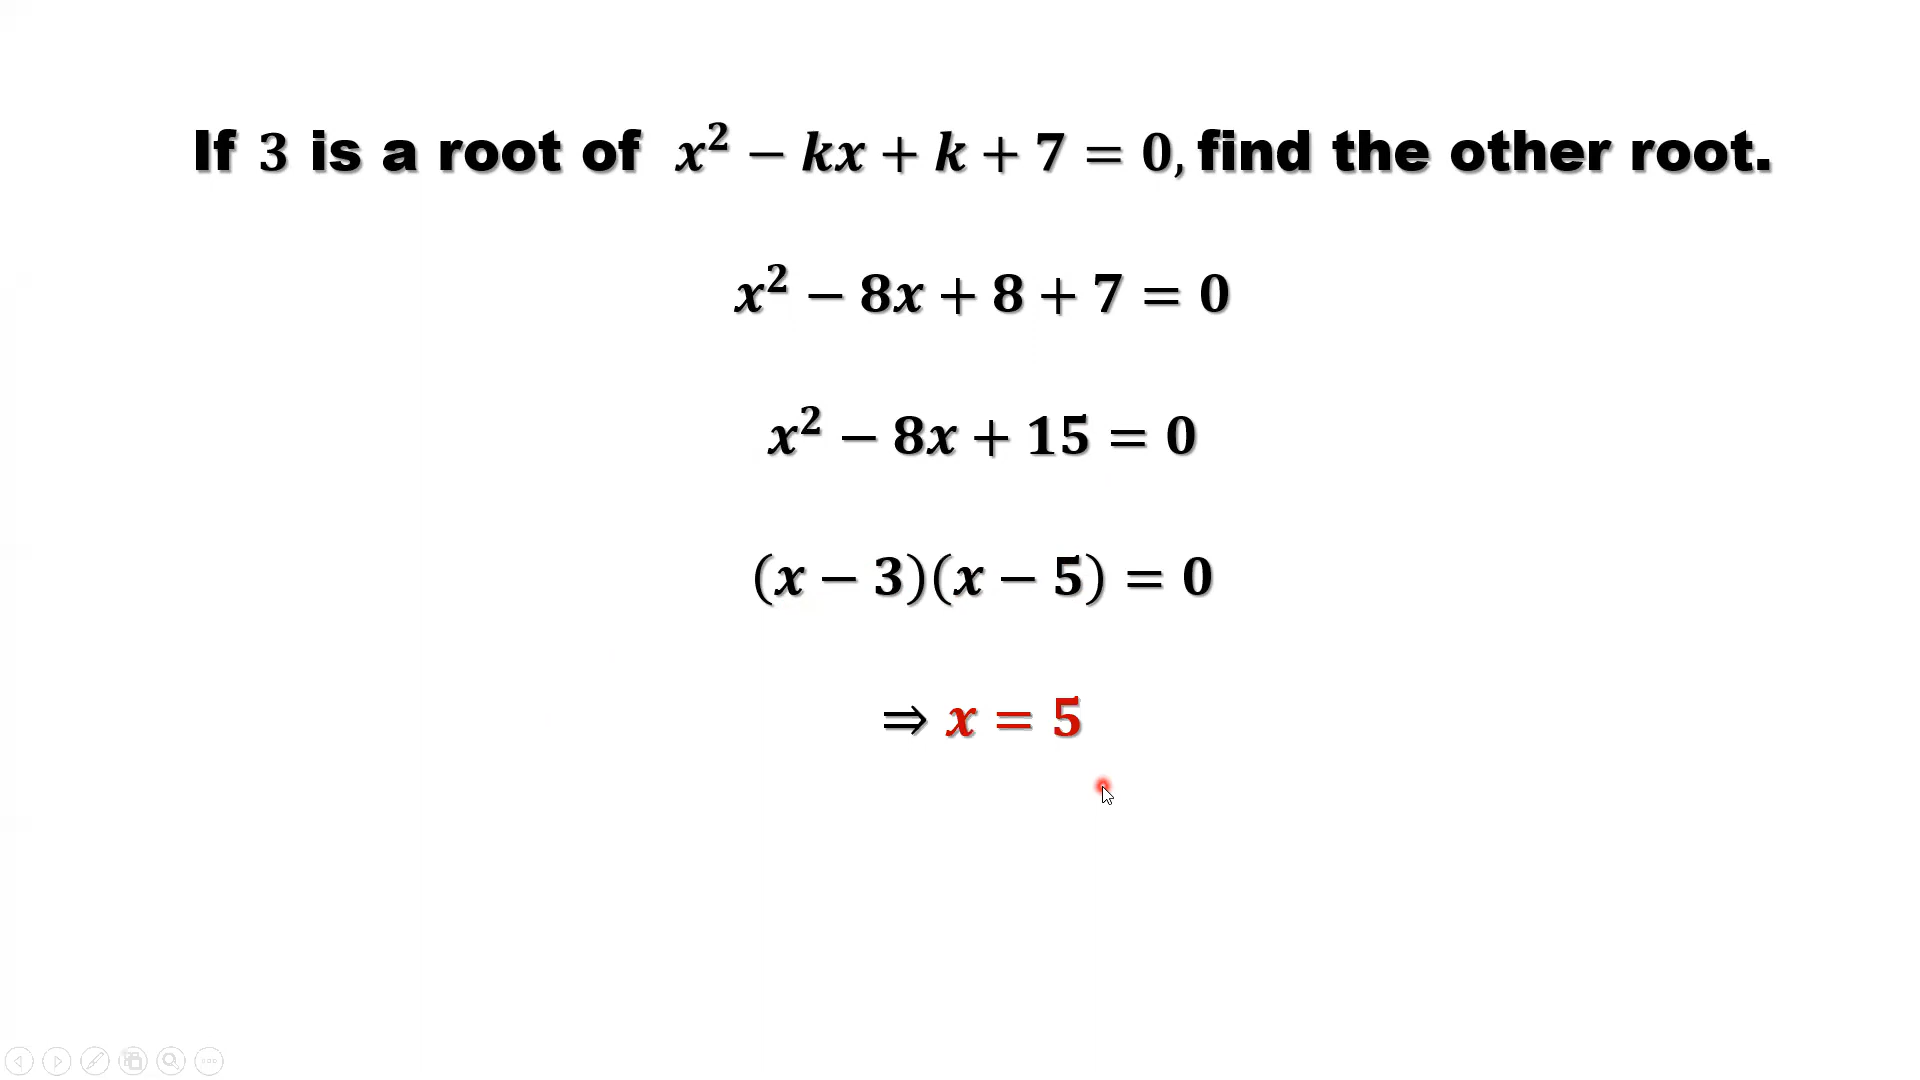 If 3 is a root of x² − kx + k + 7 = 0, find the other root.
x² − 8x + 8 + 7 = 0
x² − 8x + 15 = 0
(x − 3)(x − 5) = 0
⇒ x = 5